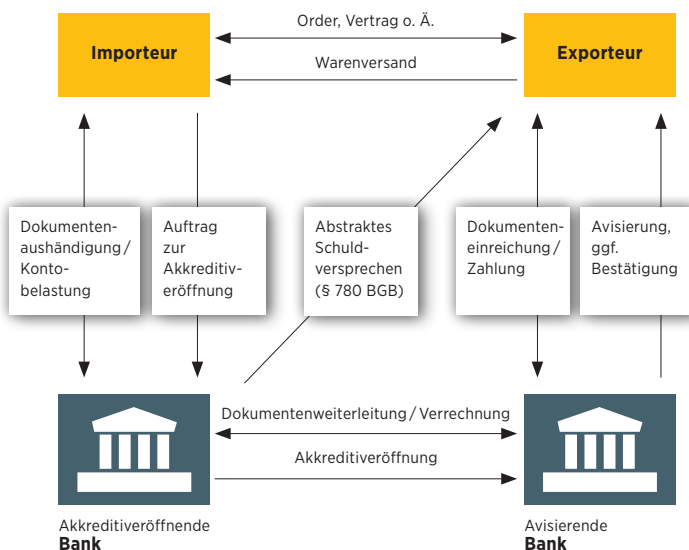 Order, Vertrag o. Ä.
Importeur
Exporteur
Warenversand
Dokumenten-
aushändigung /
Konto-
belastung
Auftrag
zur
Akkreditiv-
eröffnung
Abstraktes
Schuld-
versprechen
(§ 780 BGB)
Dokumenten-
einreichung /
Zahlung
Avisierung,
ggf.
Bestätigung
Dokumentenweiterleitung / Verrechnung
Akkreditiveröffnung
Akkreditiveröffnende
Bank
Avisierende
Bank